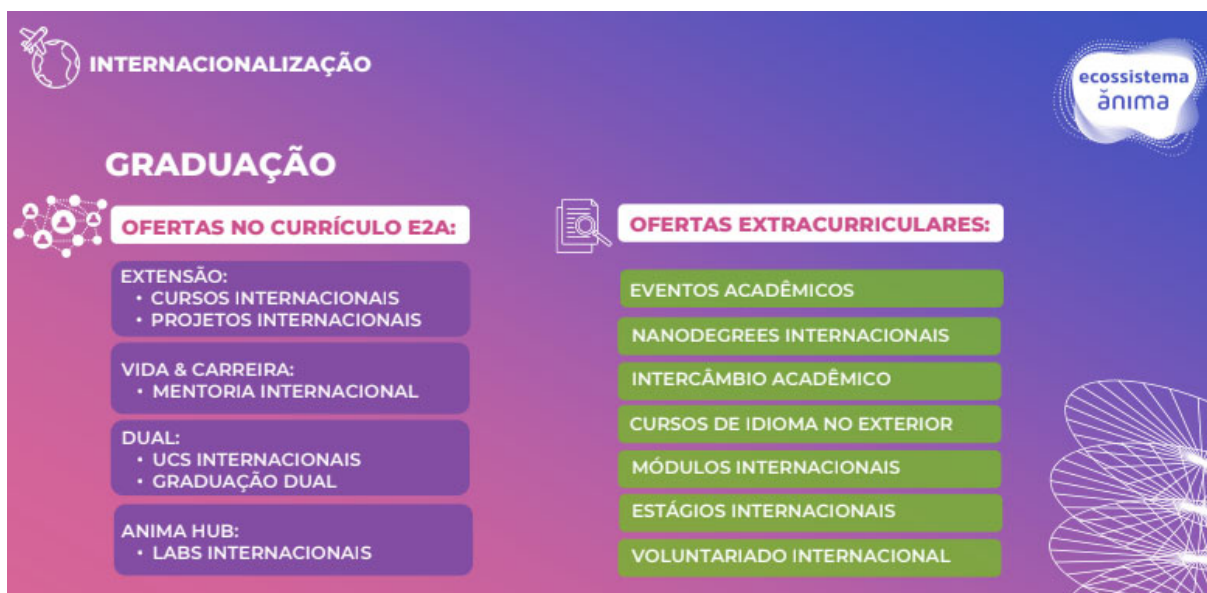 INTERNACIONALIZAÇÃO
ecossistema
ănıma
GRADUAÇÃO
OFERTAS NO CURRÍCULO E2A:
EXTENSÃO:
• CURSOS INTERNACIONAIS
• PROJETOS INTERNACIONAIS
VIDA & CARREIRA:
• MENTORIA INTERNACIONAL
DUAL:
• UCS INTERNACIONAIS
• GRADUAÇÃO DUAL
ANIMA HUB:
• LABS INTERNACIONAIS
OFERTAS EXTRACURRICULARES:
EVENTOS ACADÊMICOS
NANODEGREES INTERNACIONAIS
INTERCÂMBIO ACADÊMICO
CURSOS DE IDIOMA NO EXTERIOR
MÓDULOS INTERNACIONAIS
ESTÁGIOS INTERNACIONAIS
VOLUNTARIADO INTERNACIONAL